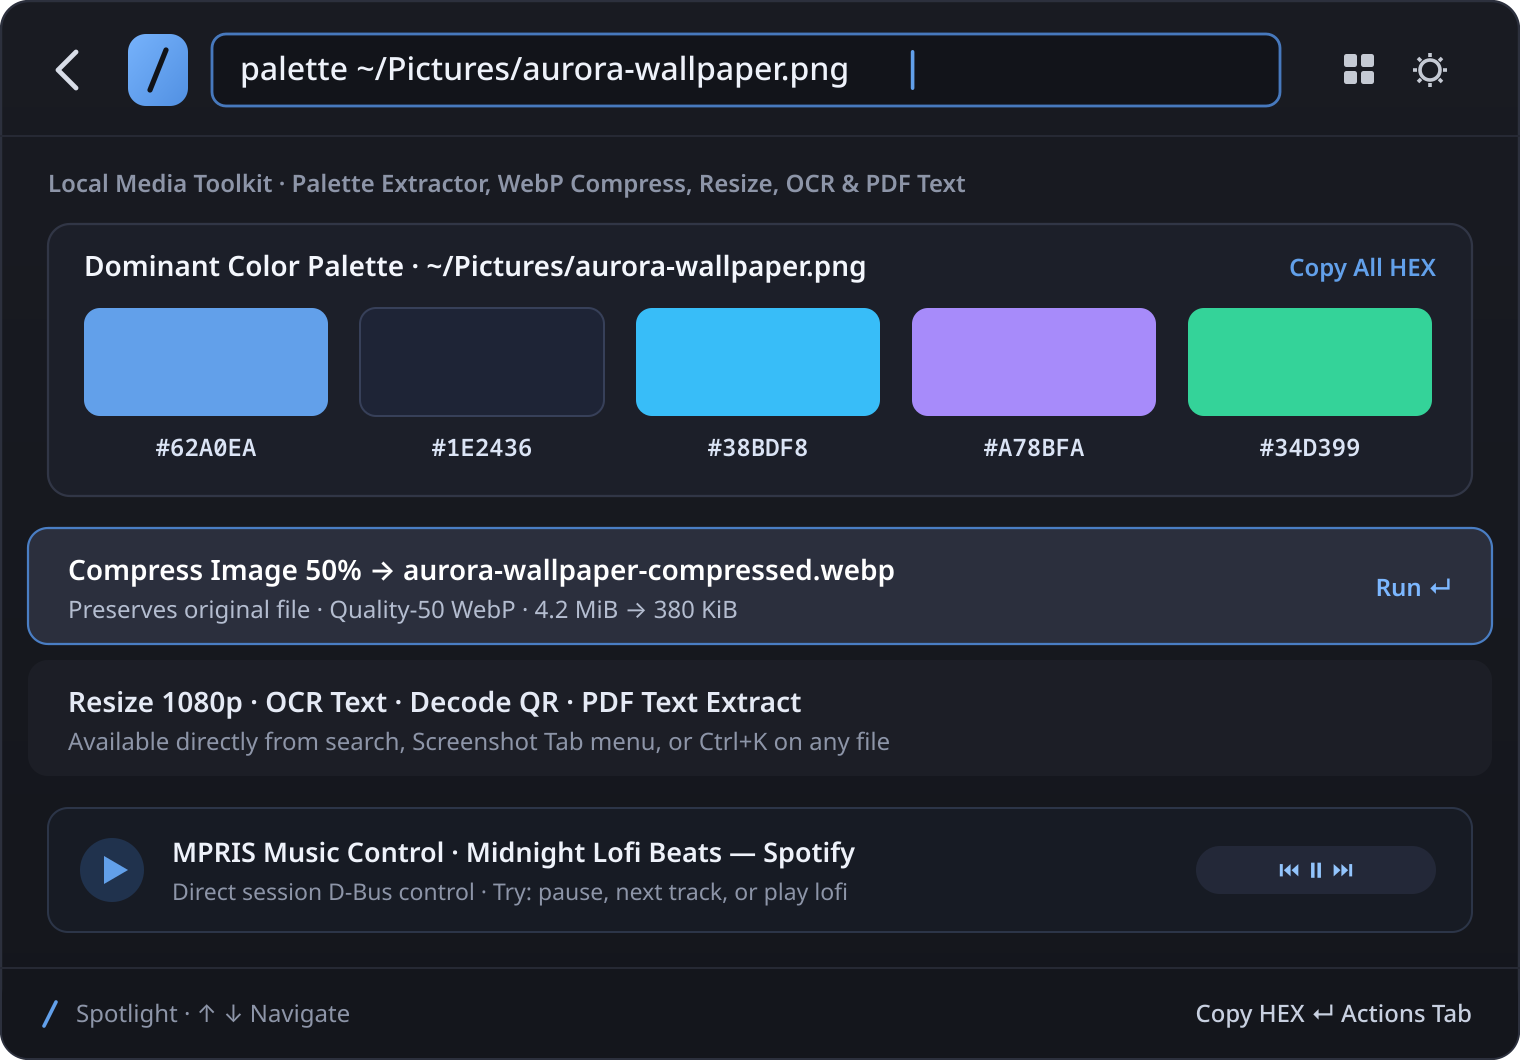 palette ~/Pictures/aurora-wallpaper.png
Local Media Toolkit · Palette Extractor, WebP Compress, Resize, OCR & PDF Text
Dominant Color Palette · ~/Pictures/aurora-wallpaper.png
Copy All HEX
#62A0EA
#1E2436
#38BDF8
#A78BFA
#34D399
Compress Image 50% → aurora-wallpaper-compressed.webp
Preserves original file · Quality-50 WebP · 4.2 MiB → 380 KiB
Run ↵
Resize 1080p · OCR Text · Decode QR · PDF Text Extract
Available directly from search, Screenshot Tab menu, or Ctrl+K on any file
MPRIS Music Control · Midnight Lofi Beats — Spotify
Direct session D-Bus control · Try: pause, next track, or play lofi
Spotlight · ↑ ↓ Navigate
Copy HEX ↵ Actions Tab